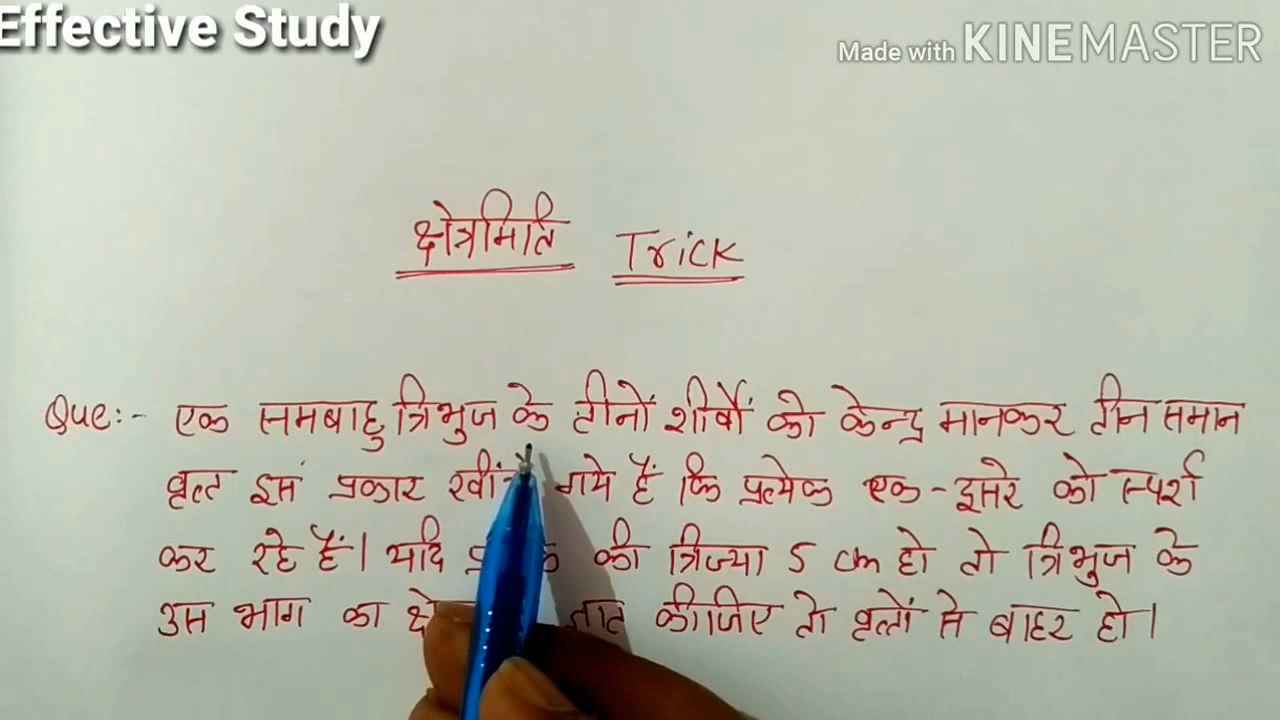 Effective Study
Made with KINEMASTER
क्षेत्रमिति Trick
Que:- एक समबाहु त्रिभुज के तीनों शीर्षों को केन्द्र मानकर तीन समान
वृत्त इस प्रकार गये हैं कि प्रत्येक एक-दूसरे को स्पर्श
कर रहे हैं। यदि की त्रिज्या 5 cm हो तो त्रिभुज के
उस भाग का कीजिए जो वृत्तों से बाहर हो।